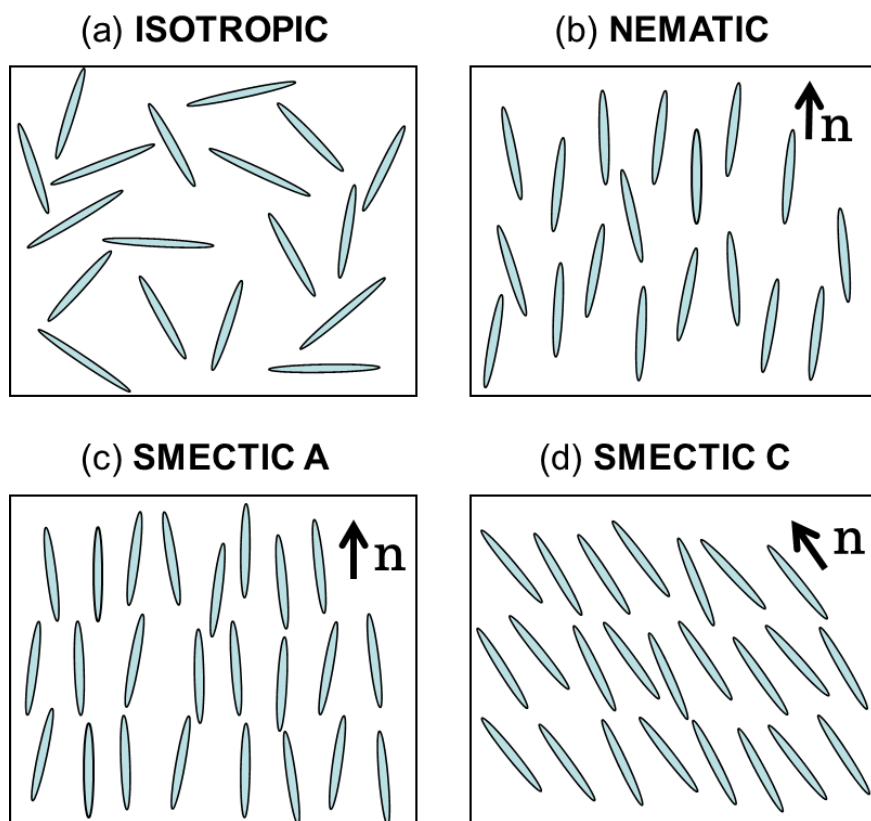 (a) ISOTROPIC
(b) NEMATIC
n
(c) SMECTIC A
(d) SMECTIC C
n
n